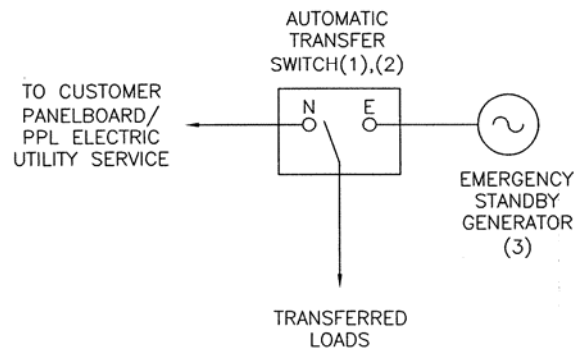 AUTOMATIC
TRANSFER
SWITCH(1),(2)
TO CUSTOMER
PANELBOARD/
PPL ELECTRIC
UTILITY SERVICE
N
E
EMERGENCY
STANDBY
GENERATOR
(3)
TRANSFERRED
LOADS